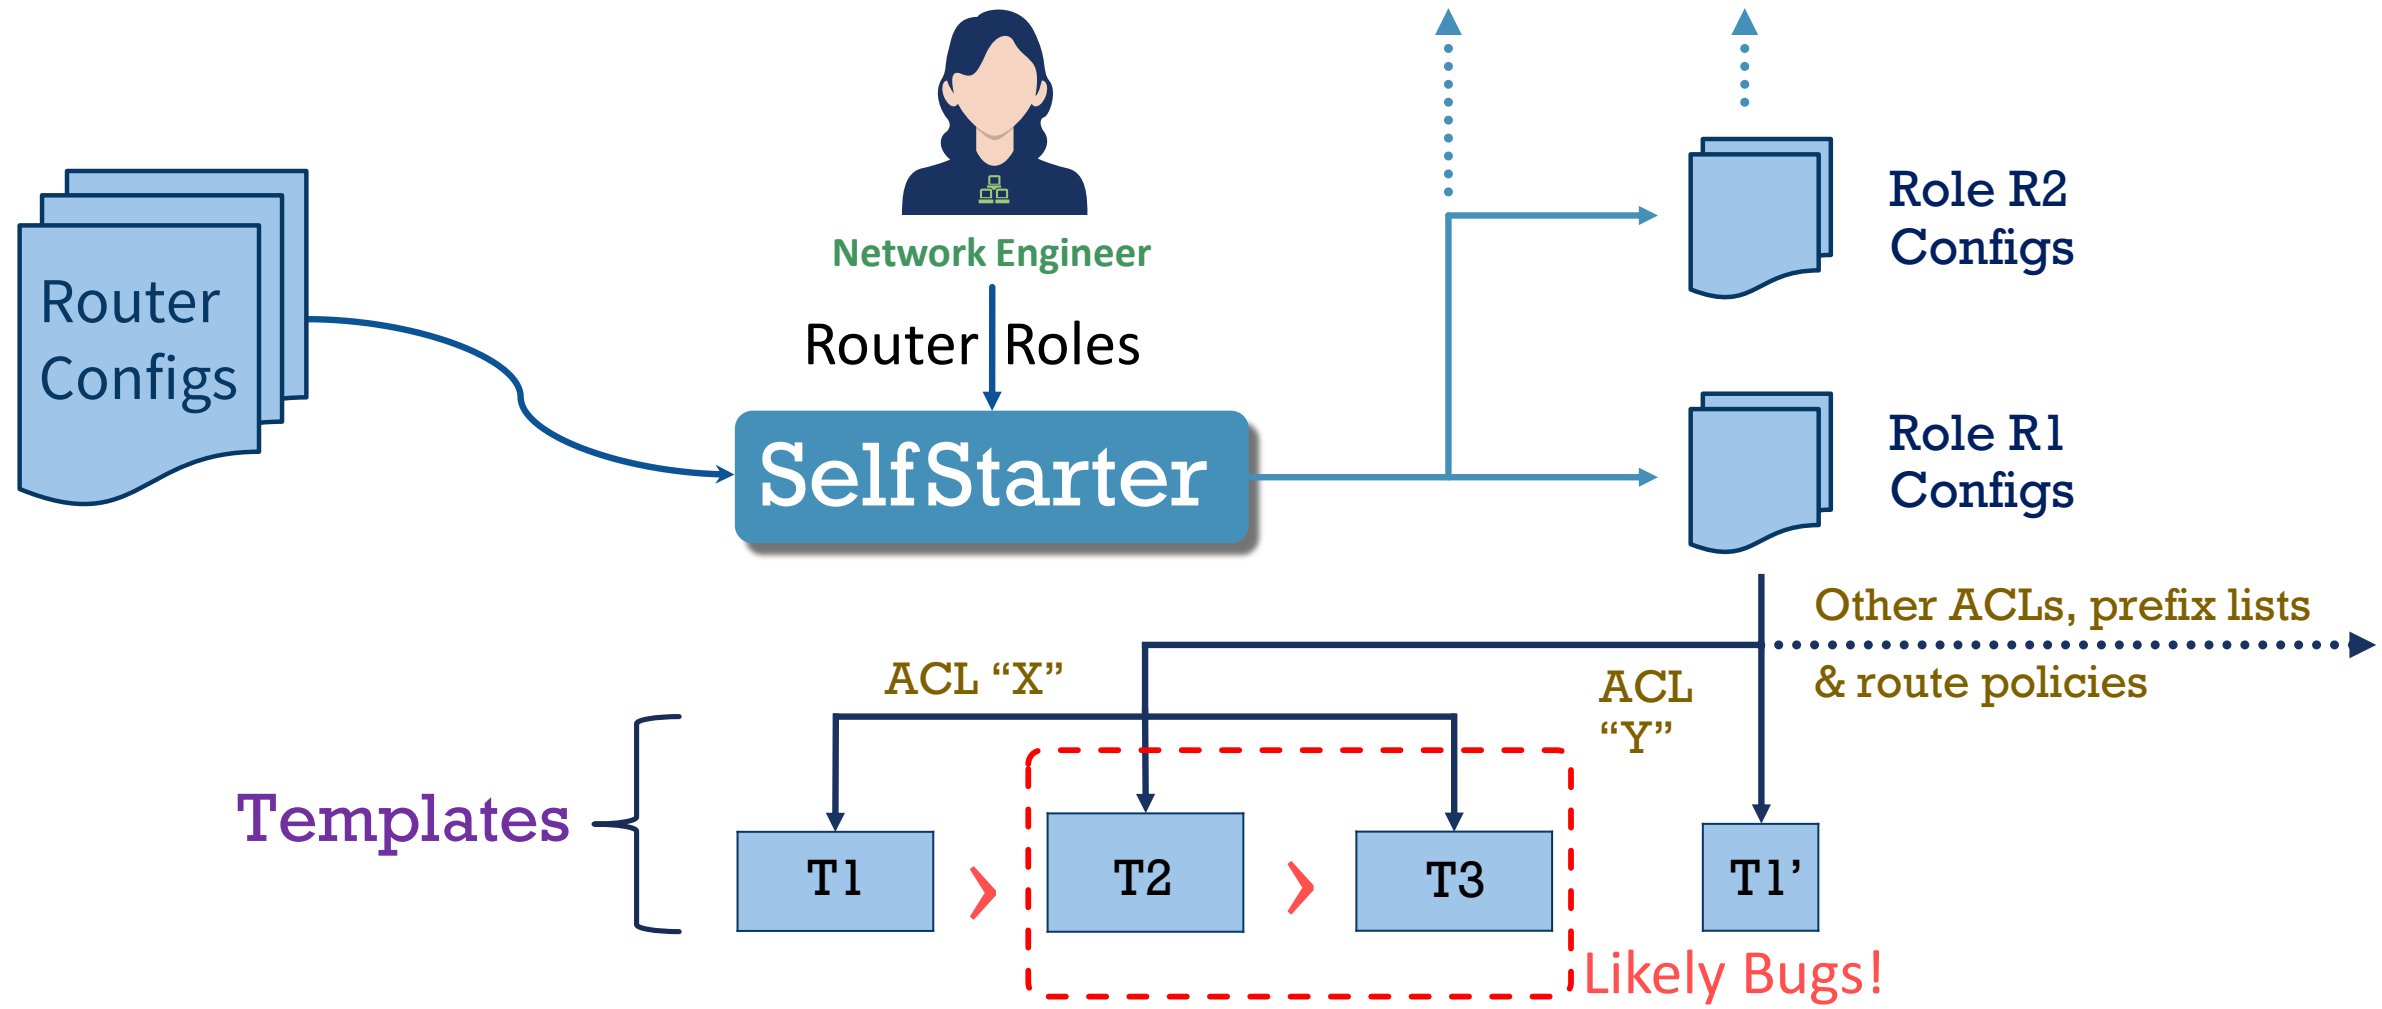 Router
Configs
Network Engineer
Router Roles
SelfStarter
Role R2
Configs
Role R1
Configs
Other ACLs, prefix lists
& route policies
ACL “X”
ACL
“Y”
Templates
T1
>
T2
>
T3
T1’
Likely Bugs!